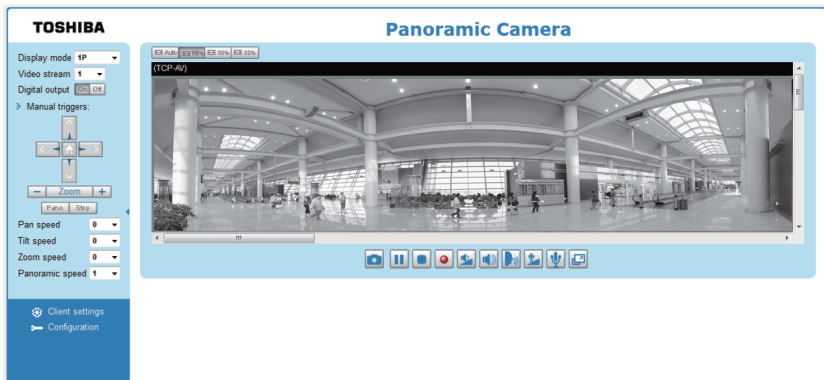 TOSHIBA
Panoramic Camera
Display mode 1P
Video stream 1
Digital output On Off
Manual triggers:
Zoom
Pano. Stop
Pan speed 0
Tilt speed 0
Zoom speed 0
Panoramic speed 1
Client settings
Configuration
Auto 100% 50% 25%
(TCP-AV)